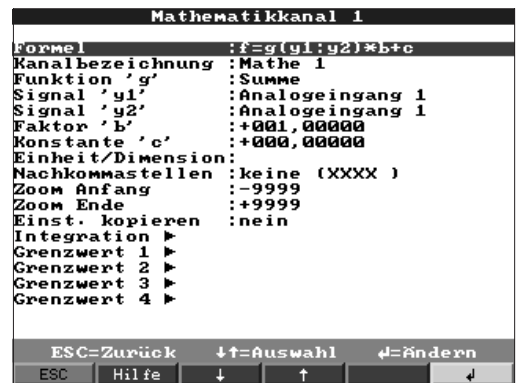 Mathematikkanal 1
Formel :f=g(y1;y2)*b+c
Kanalbezeichnung :Mathe 1
Funktion 'g' :Summe
Signal 'y1' :Analogeingang 1
Signal 'y2' :Analogeingang 1
Faktor 'b' :+001,00000
Konstante 'c' :+000,00000
Einheit/Dimension:
Nachkommastellen :keine (XXXX )
Zoom Anfang :-9999
Zoom Ende :+9999
Einst. kopieren :nein
Integration ►
Grenzwert 1 ►
Grenzwert 2 ►
Grenzwert 3 ►
Grenzwert 4 ►
ESC=Zurück ↓↑=Auswahl ↲=Ändern
ESC Hilfe ↓ ↑ ↲